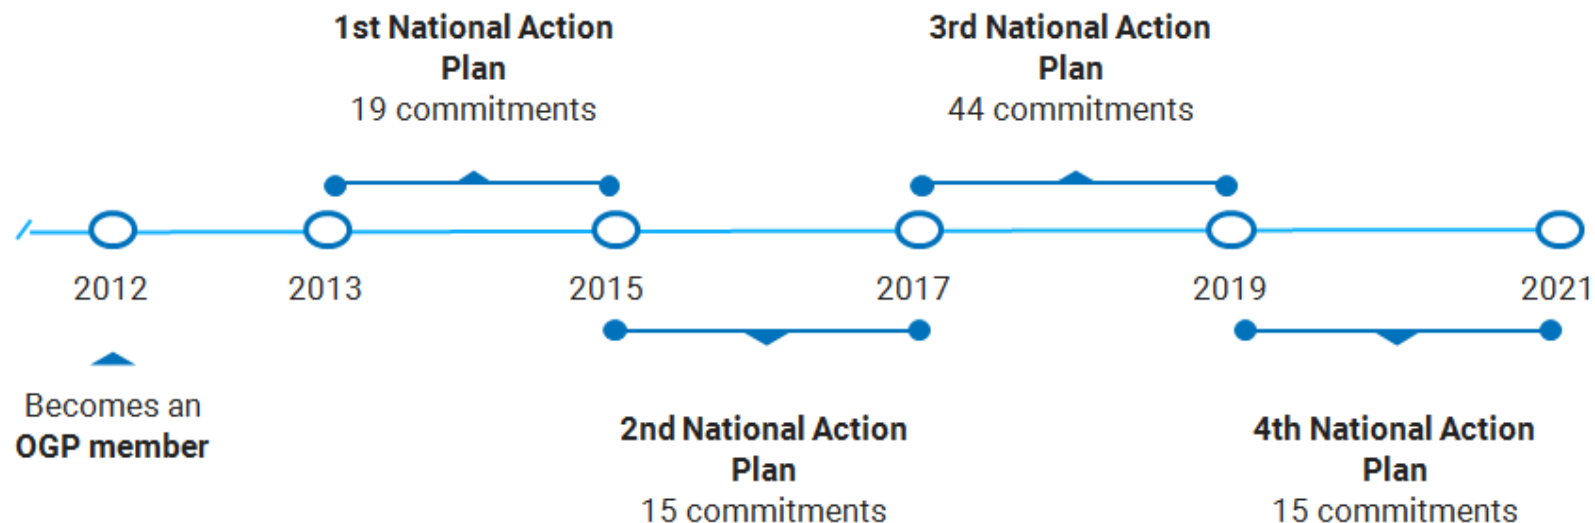 1st National Action
Plan
19 commitments
3rd National Action
Plan
44 commitments
2012
2013
2015
2017
2019
2021
Becomes an
OGP member
2nd National Action
Plan
15 commitments
4th National Action
Plan
15 commitments